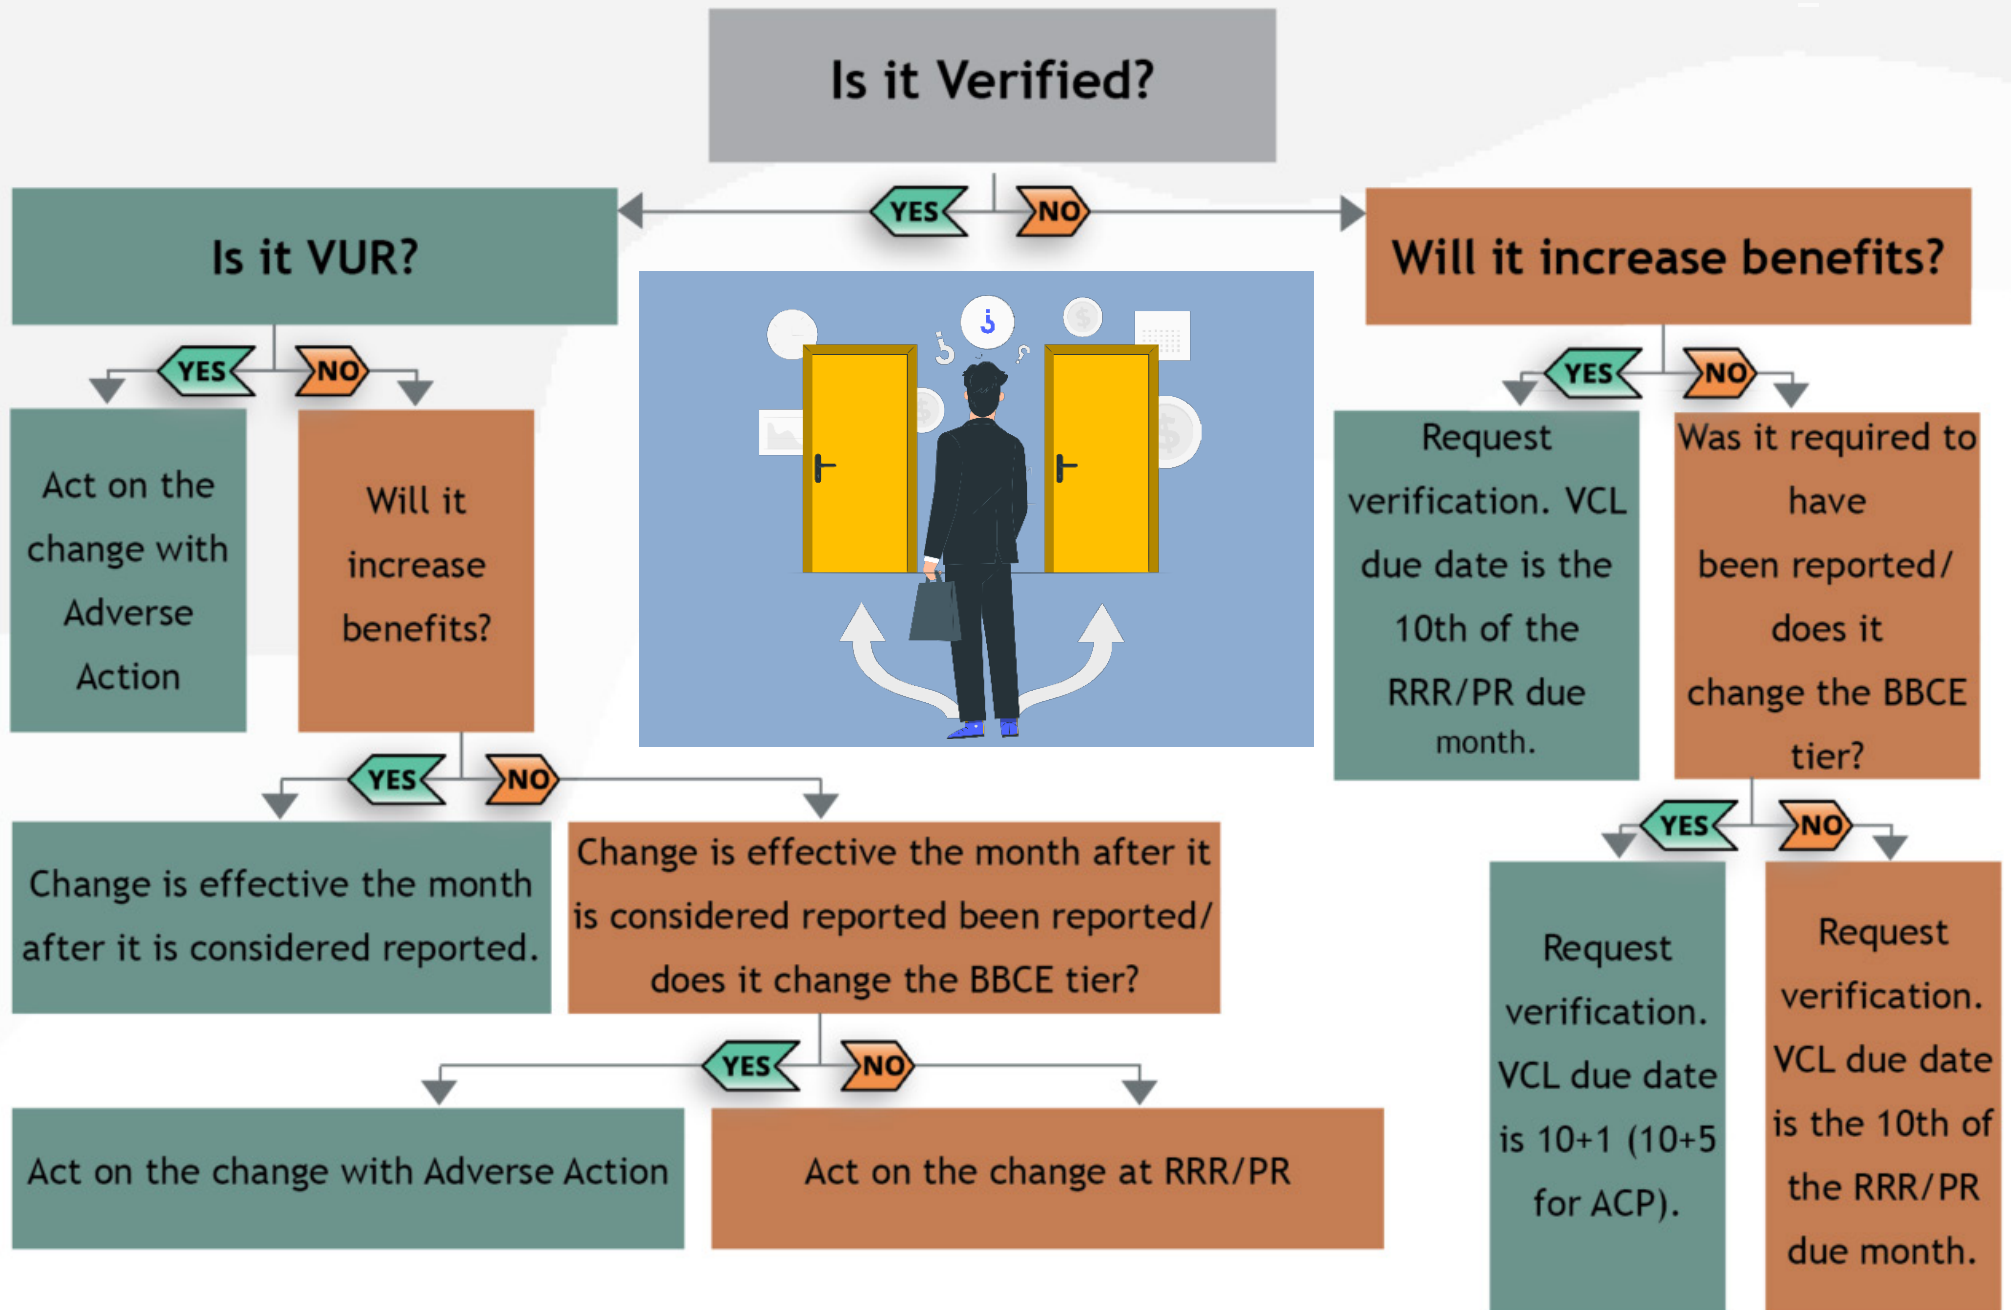 Is it Verified?
YES
NO
Is it VUR?
Will it increase benefits?
YES
NO
YES
NO
Act on the
change with
Adverse
Action
Will it
increase
benefits?
Request
verification. VCL
due date is the
10th of the
RRR/PR due
month.
Was it required to
have
been reported/
does it
change the BBCE
tier?
YES
NO
YES
NO
Change is effective the month
after it is considered reported.
Change is effective the month after it
is considered reported been reported/
does it change the BBCE tier?
Request
verification.
VCL due date
is 10+1 (10+5
for ACP).
Request
verification.
VCL due date
is the 10th of
the RRR/PR
due month.
YES
NO
Act on the change with Adverse Action
Act on the change at RRR/PR